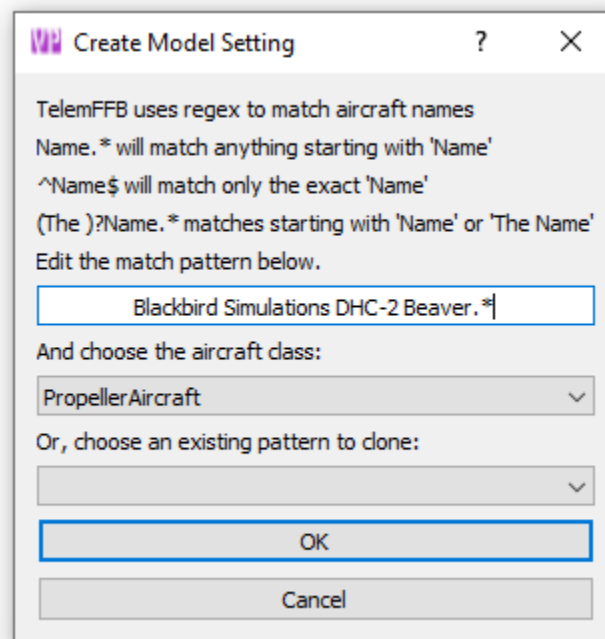 VP Create Model Setting ? ×
TelemFFB uses regex to match aircraft names
Name.* will match anything starting with 'Name'
^Name$ will match only the exact 'Name'
(The )?Name.* matches starting with 'Name' or 'The Name'
Edit the match pattern below.
Blackbird Simulations DHC-2 Beaver.*
And choose the aircraft class:
PropellerAircraft
Or, choose an existing pattern to clone:
OK
Cancel